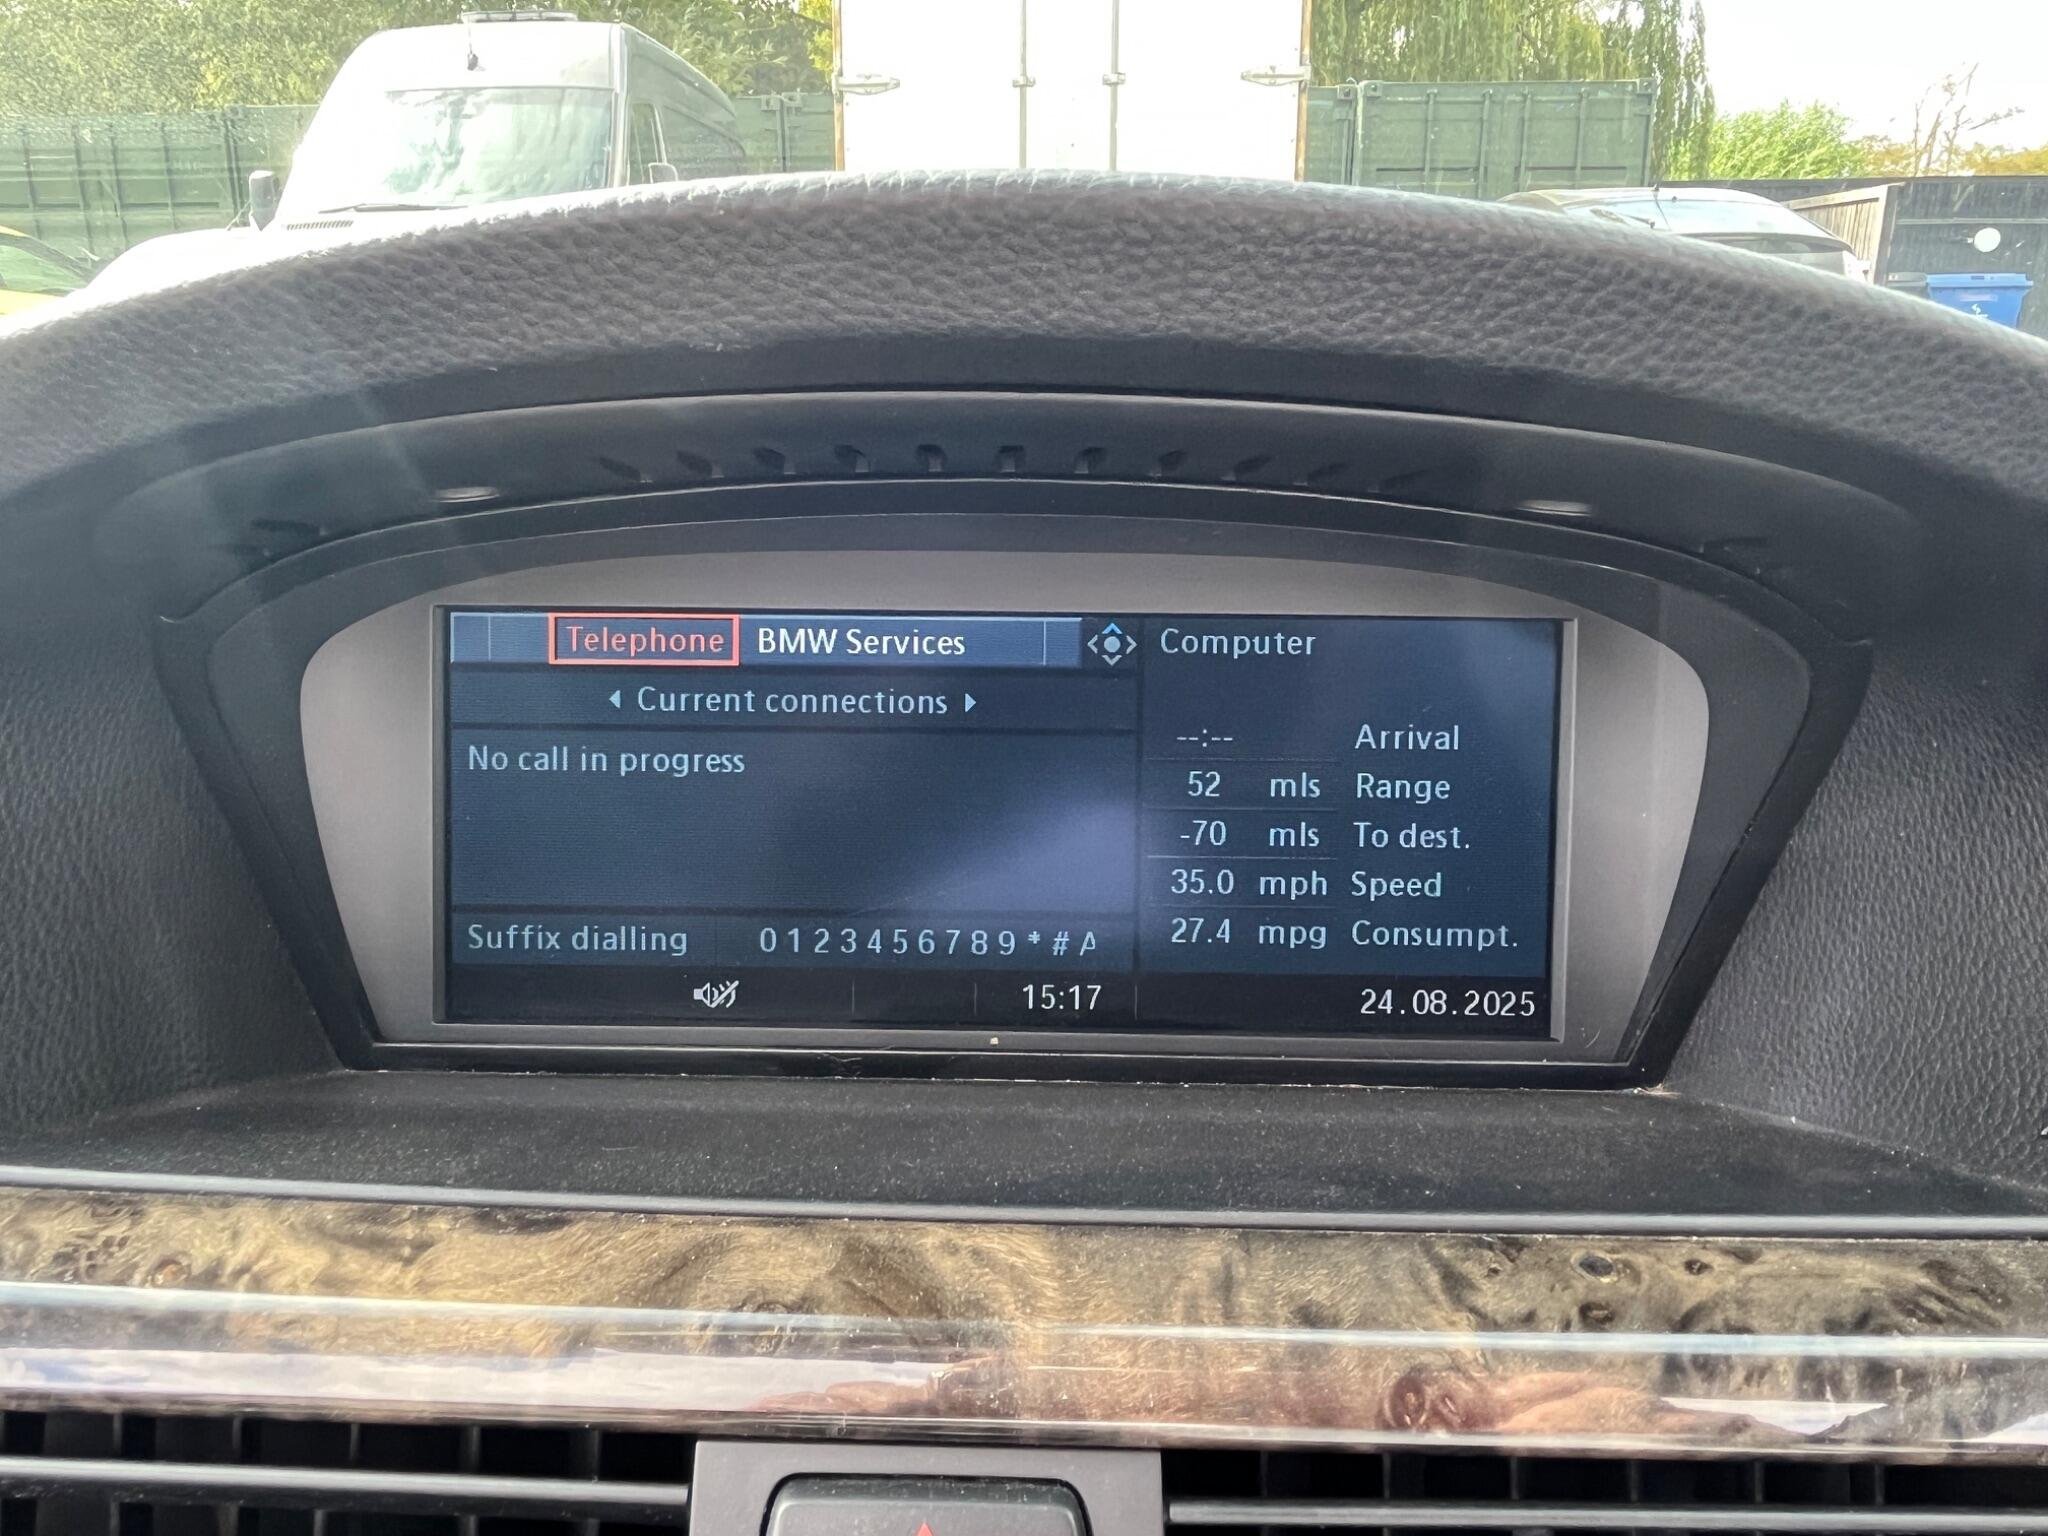 Telephone BMW Services
Current connections
No call in progress
Suffix dialling 0 1 2 3 4 5 6 7 8 9 * # A
15:17
Computer
--:-- Arrival
52 mls Range
-70 mls To dest.
35.0 mph Speed
27.4 mpg Consumpt.
24.08.2025